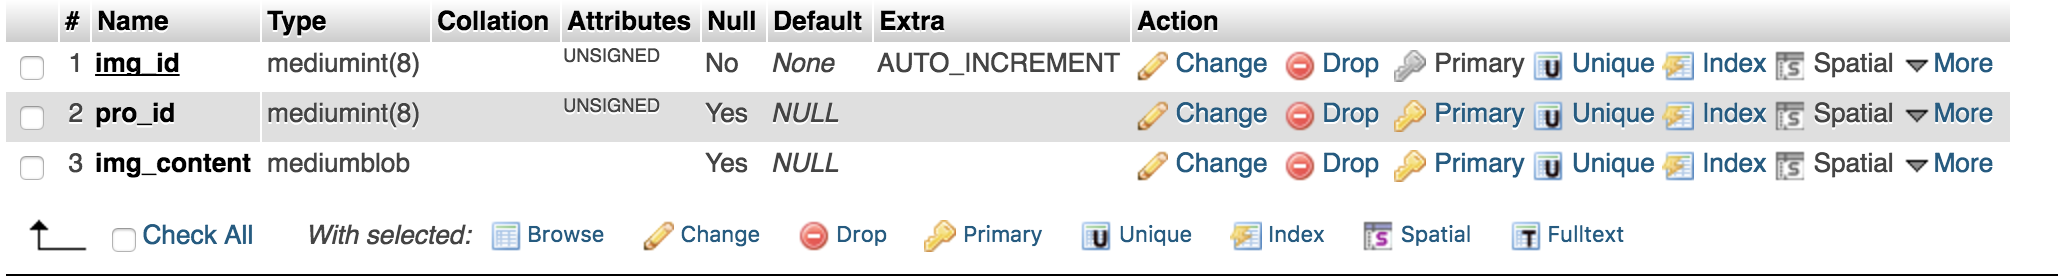 # Name Type Collation Attributes Null Default Extra Action
1 img_id mediumint(8) UNSIGNED No None AUTO_INCREMENT Change Drop Primary Unique Index Spatial More
2 pro_id mediumint(8) UNSIGNED Yes NULL Change Drop Primary Unique Index Spatial More
3 img_content mediumblob Yes NULL Change Drop Primary Unique Index Spatial More
Check All With selected: Browse Change Drop Primary Unique Index Spatial Fulltext